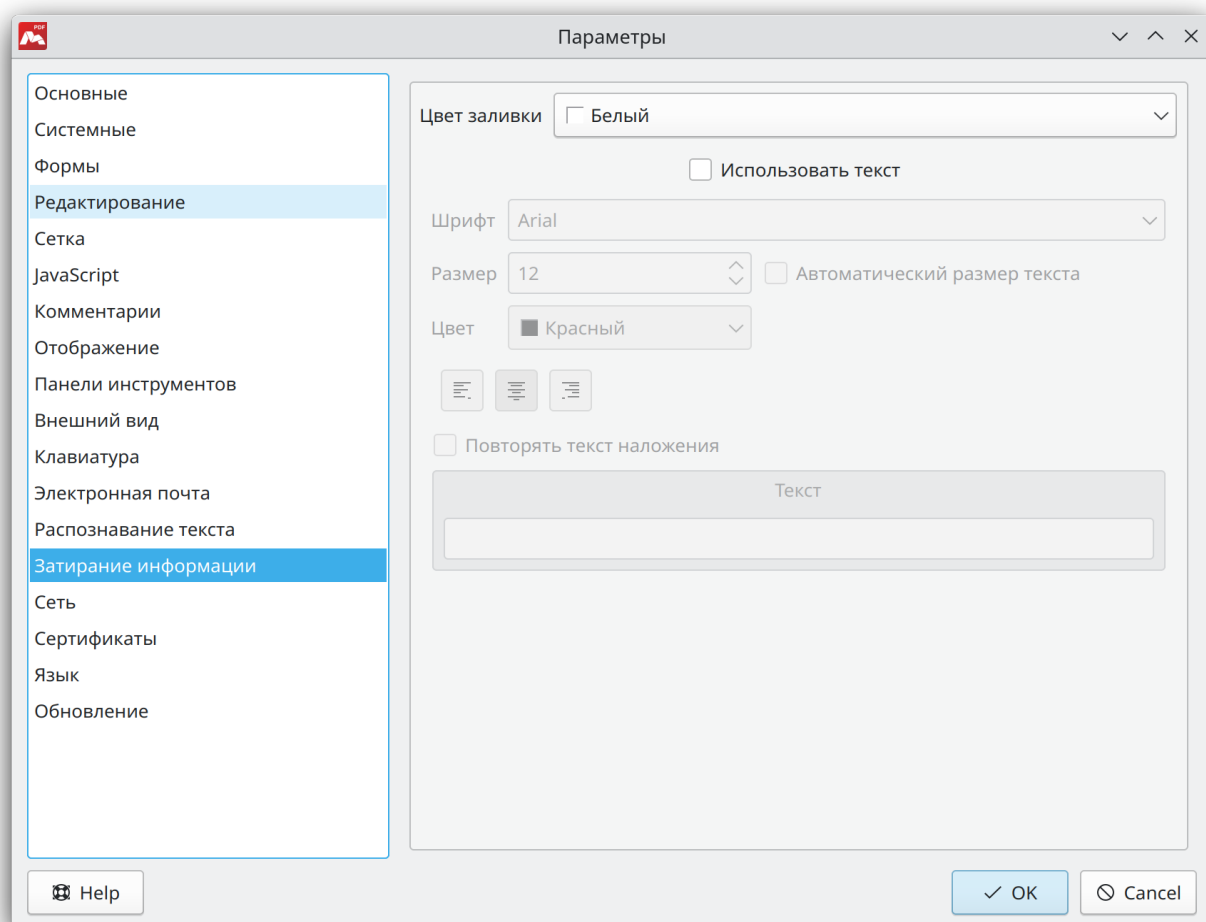 PDF
Параметры
Основные
Системные
Формы
Редактирование
Сетка
JavaScript
Комментарии
Отображение
Панели инструментов
Внешний вид
Клавиатура
Электронная почта
Распознавание текста
Затирание информации
Сеть
Сертификаты
Язык
Обновление
Цвет заливки Белый
Использовать текст
Шрифт Arial
Размер 12 Автоматический размер текста
Цвет Красный
Повторять текст наложения
Текст
Help OK Cancel